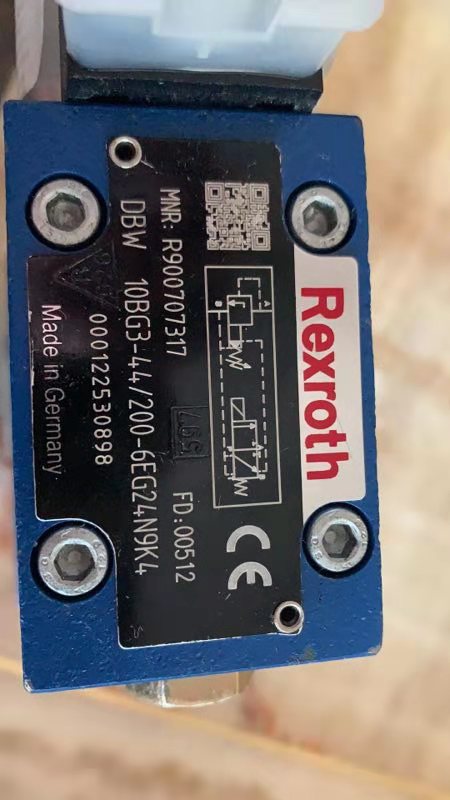 Rexroth
CE
MNR: R900707317
FD: 00512
DBW 10BG3-44/200-6EG24N9K4
000122530898
Made in Germany